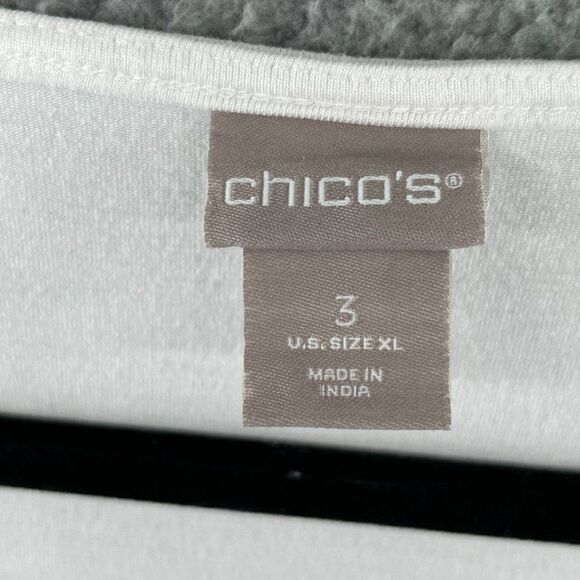 chico's®
3
U.S. SIZE XL
MADE IN
INDIA